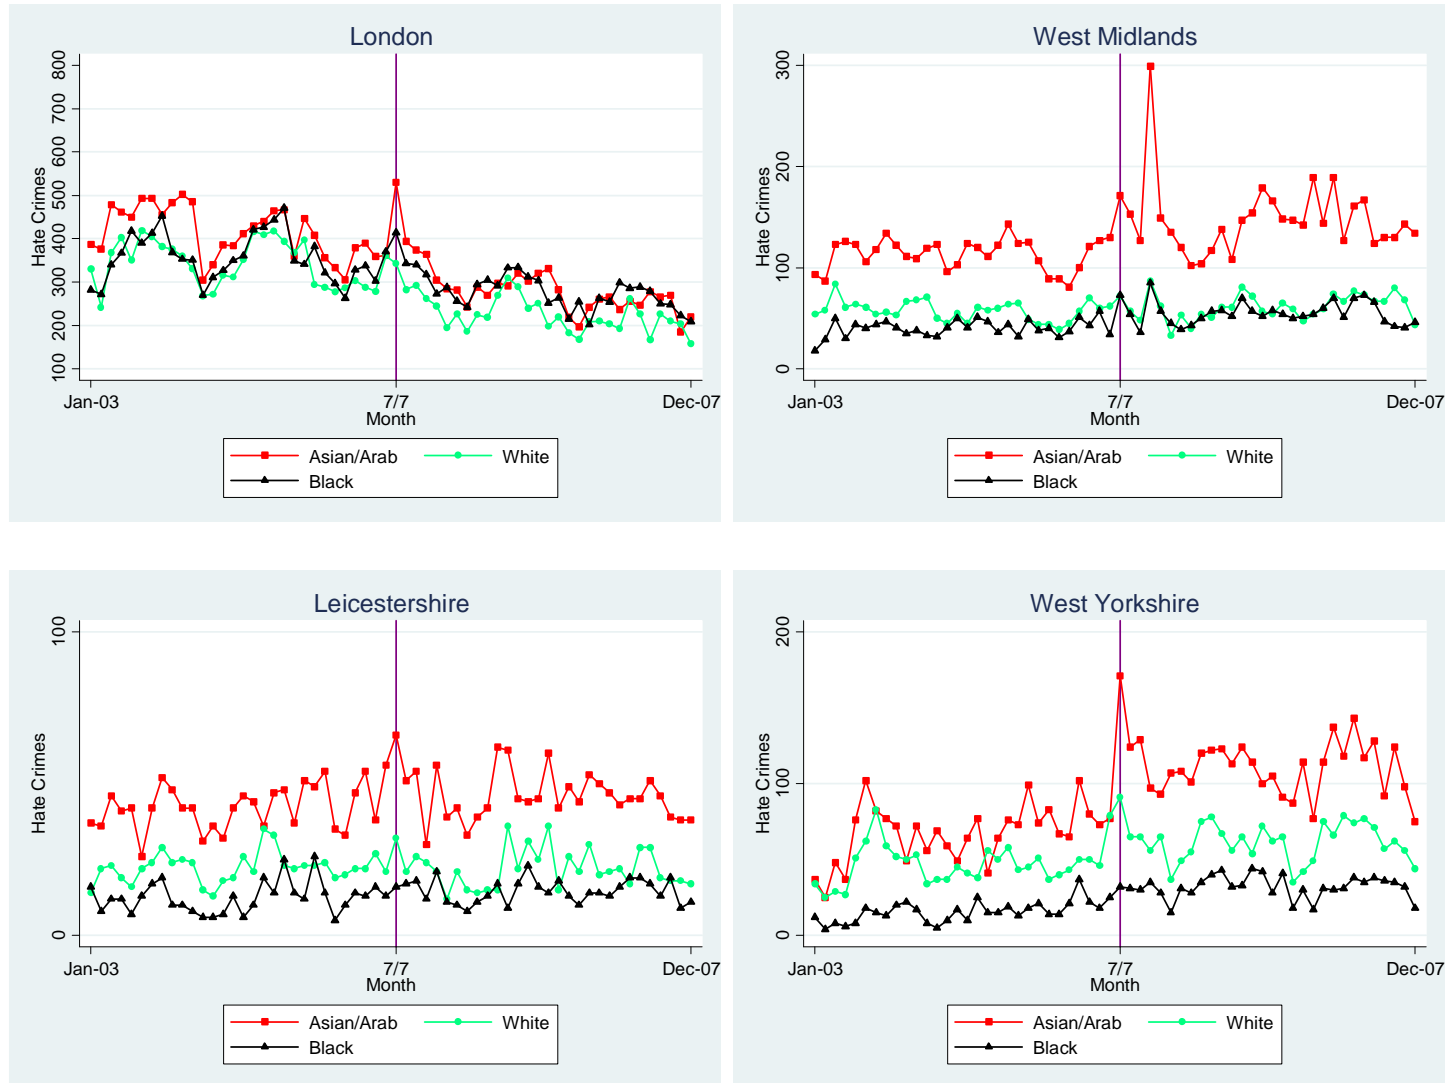 London
800
700
600
500
400
300
200
100
Hate Crimes
Jan-03
7/7
Dec-07
Month
Asian/Arab
White
Black
West Midlands
300
200
100
0
Hate Crimes
Jan-03
7/7
Dec-07
Month
Asian/Arab
White
Black
Leicestershire
100
0
Hate Crimes
Jan-03
7/7
Dec-07
Month
Asian/Arab
White
Black
West Yorkshire
200
100
0
Hate Crimes
Jan-03
7/7
Dec-07
Month
Asian/Arab
White
Black